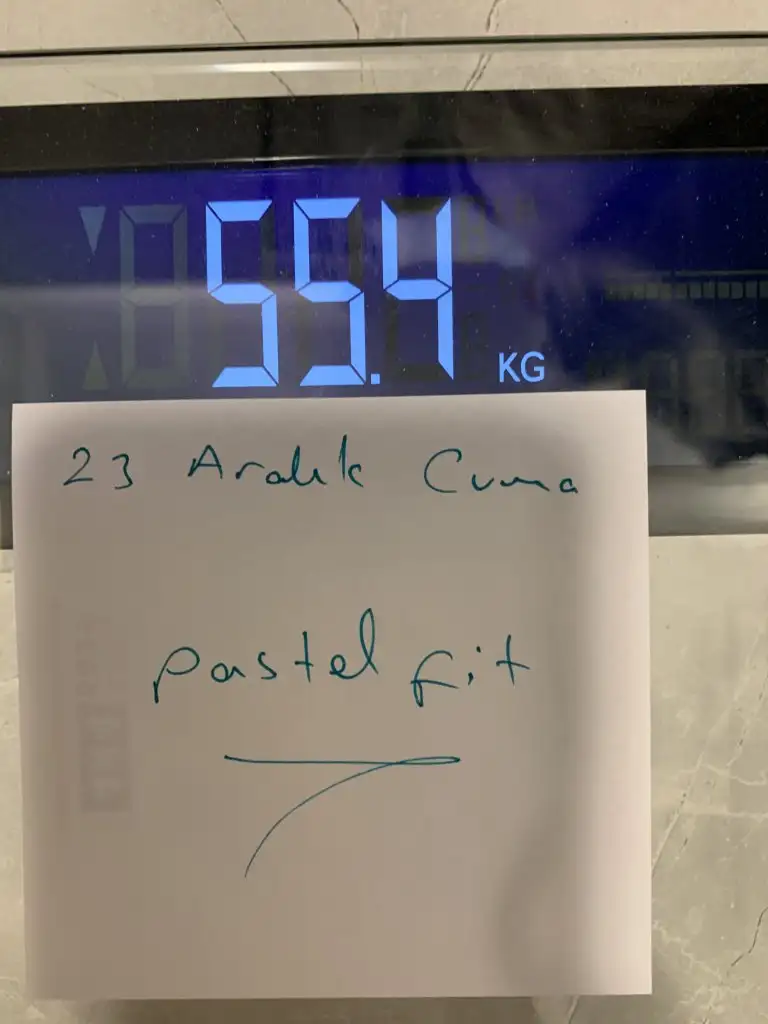 55.4 KG
23 Aralık Cuma
pastel fit